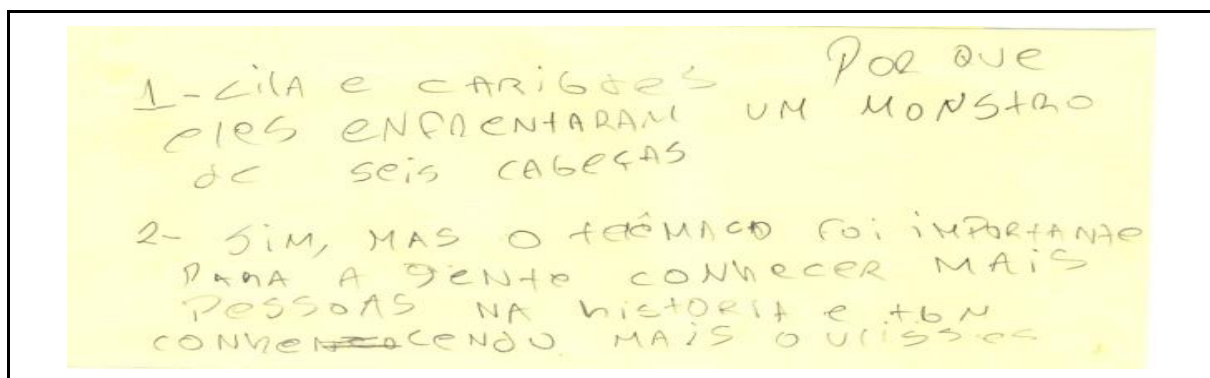 1- CilA e CARiGdeS Por que
eles ENFRENtARAM UM MONStRO
de seis CABeçAS
2- SiM, MAS O telêMACO FOi iMPORtANte
PARA A gENte CONhecER MAiS
PessoAS NA histORiA e tbM
CONheceNdO MAiS O Ulisses